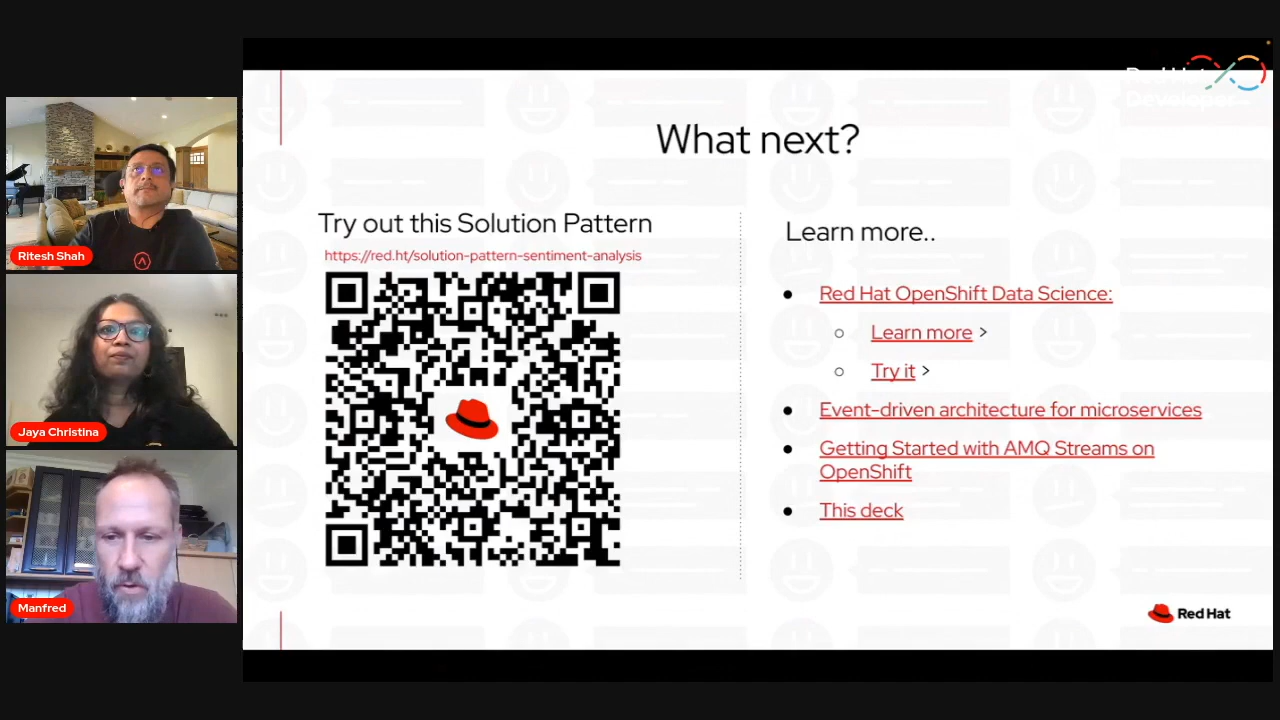 Ritesh Shah
Jaya Christina
Manfred
What next?
Try out this Solution Pattern
https://red.ht/solution-pattern-sentiment-analysis
Learn more..
● Red Hat OpenShift Data Science:
○ Learn more >
○ Try it >
● Event-driven architecture for microservices
● Getting Started with AMQ Streams on
OpenShift
● This deck
Red Hat